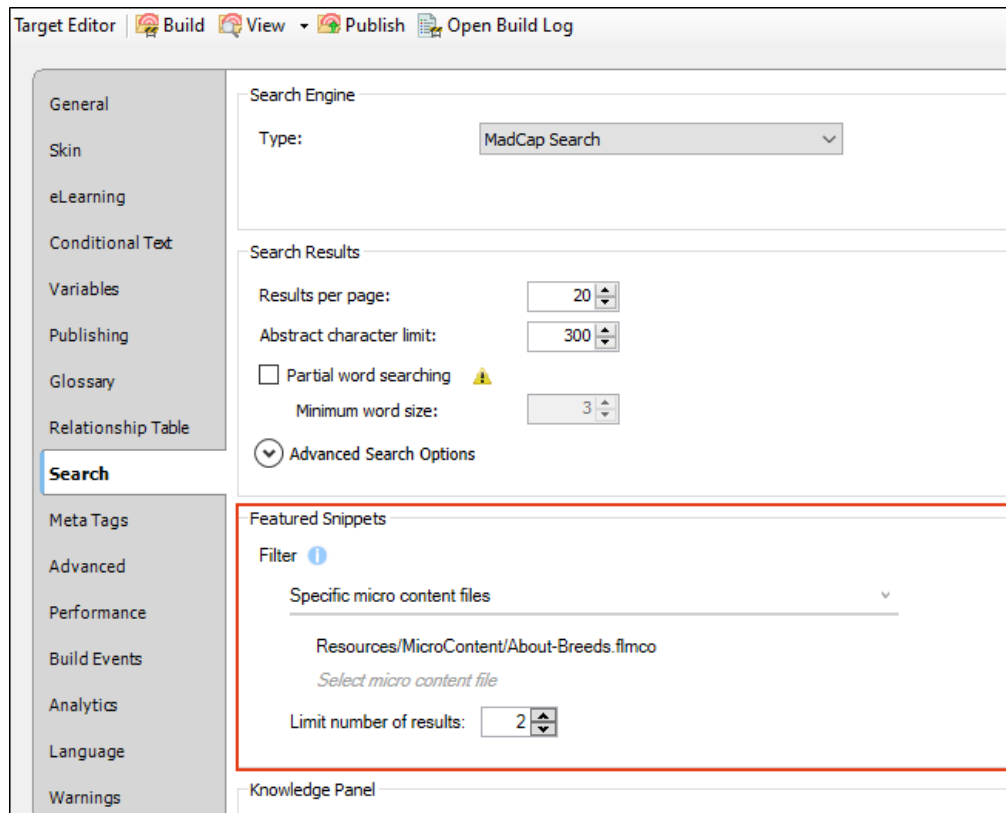 Target Editor Build View Publish Open Build Log
General
Skin
eLearning
Conditional Text
Variables
Publishing
Glossary
Relationship Table
Search
Meta Tags
Advanced
Performance
Build Events
Analytics
Language
Warnings
Search Engine
Type: MadCap Search
Search Results
Results per page: 20
Abstract character limit: 300
Partial word searching
Minimum word size: 3
Advanced Search Options
Featured Snippets
Filter
Specific micro content files
Resources/MicroContent/About-Breeds.flmco
Select micro content file
Limit number of results: 2
Knowledge Panel